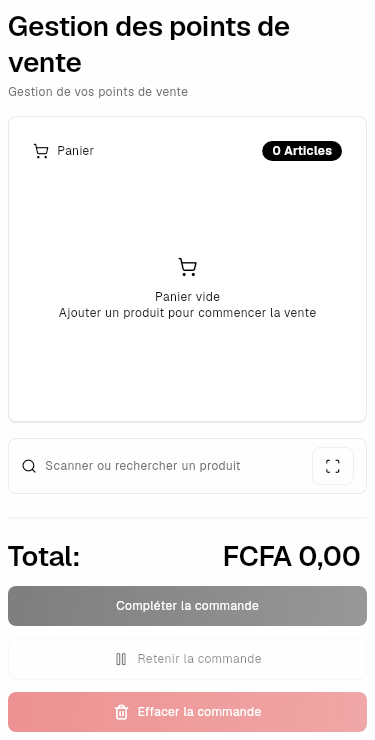 Gestion des points de
vente
Gestion de vos points de vente
Panier
0 Articles
Panier vide
Ajouter un produit pour commencer la vente
Scanner ou rechercher un produit
Total:
FCFA 0,00
Compléter la commande
Retenir la commande
Effacer la commande